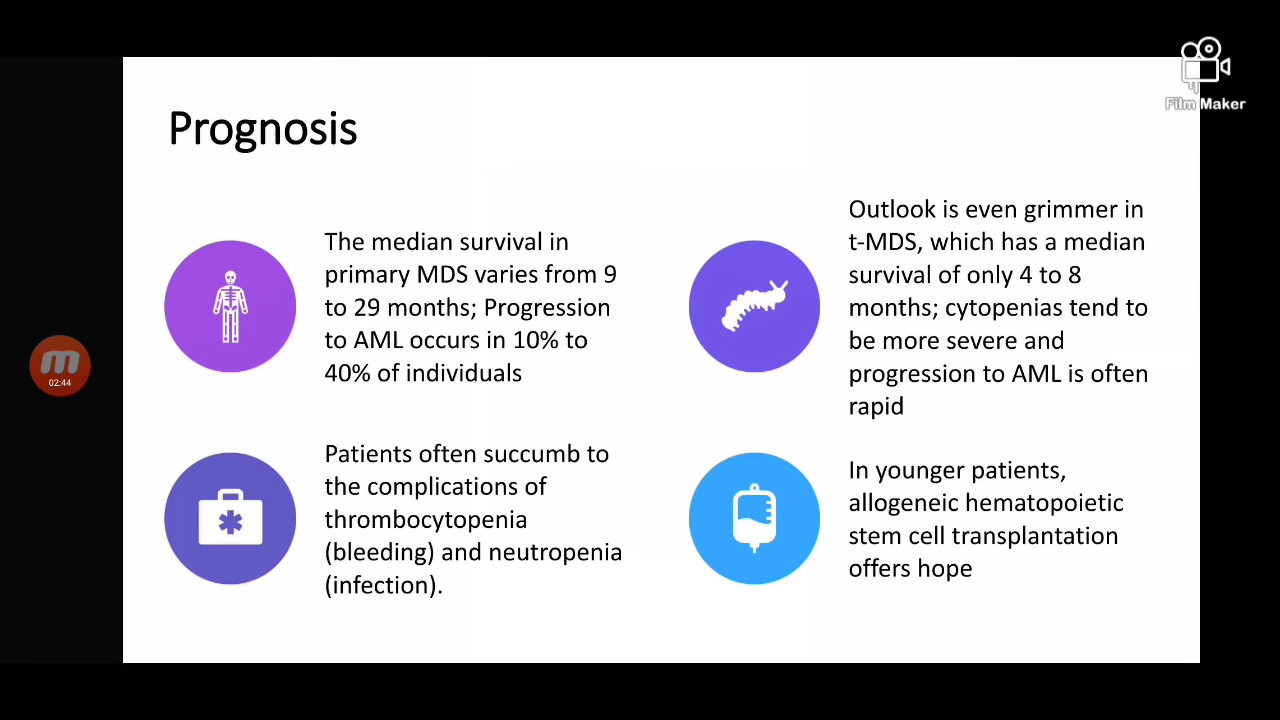 Film Maker
Prognosis
The median survival in
primary MDS varies from 9
to 29 months; Progression
to AML occurs in 10% to
40% of individuals
Outlook is even grimmer in
t-MDS, which has a median
survival of only 4 to 8
months; cytopenias tend to
be more severe and
progression to AML is often
rapid
02:44
Patients often succumb to
the complications of
thrombocytopenia
(bleeding) and neutropenia
(infection).
In younger patients,
allogeneic hematopoietic
stem cell transplantation
offers hope